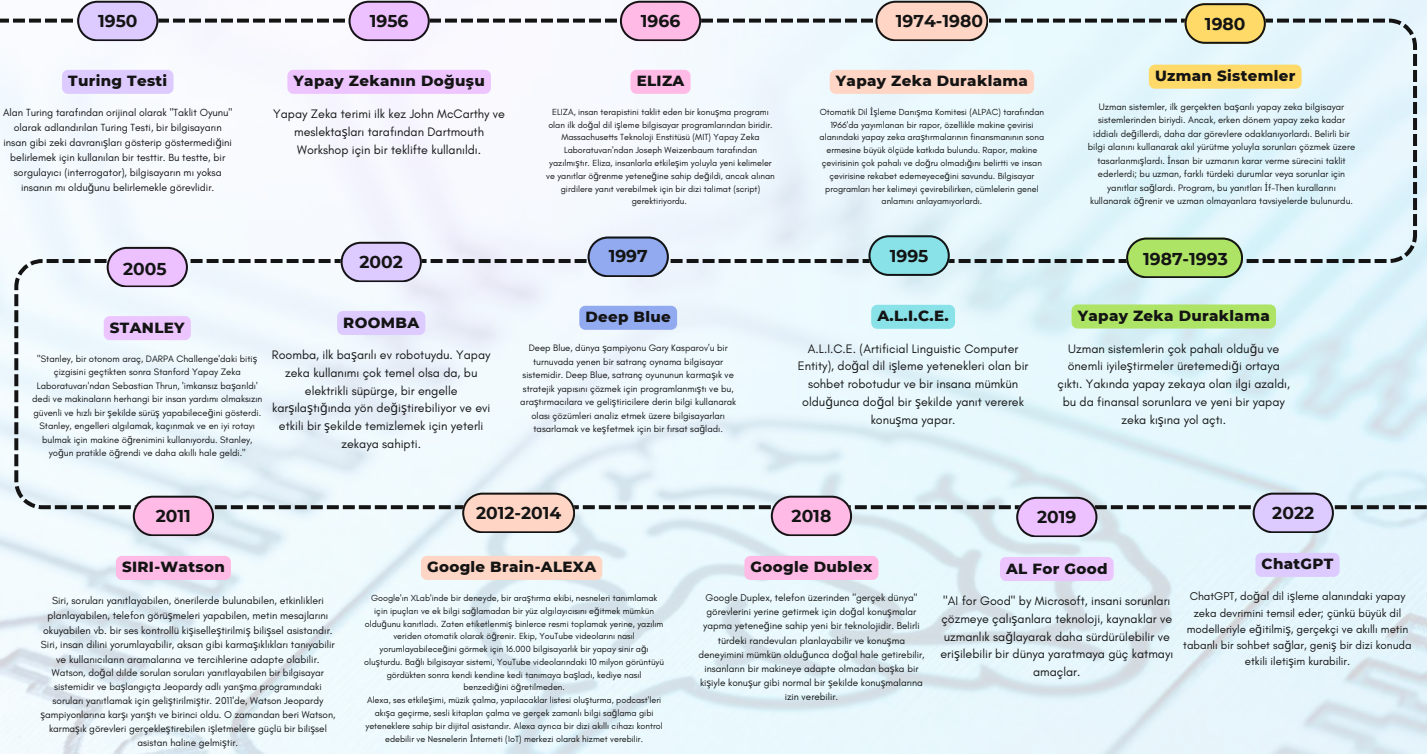 1950
Turing Testi
Alan Turing tarafından orijinal olarak "Taklit Oyunu"
olarak adlandırılan Turing Testi, bir bilgisayarın
insan gibi zeki davranışları gösterip göstermediğini
belirlemek için kullanılan bir testtir. Bu testte, bir
sorgulayıcı (interrogator), bilgisayarın mı yoksa
insanın mı olduğunu belirlemekle görevlidir.
1956
Yapay Zekanın Doğuşu
Yapay Zeka terimi ilk kez John McCarthy ve
meslektaşları tarafından Dartmouth
Workshop için bir teklifte kullanıldı.
1966
ELIZA
ELIZA, insan terapistini taklit eden bir konuşma programı
olan ilk doğal dil işleme bilgisayar programlarından biridir.
Massachusetts Teknoloji Enstitüsü (MIT) Yapay Zeka
Laboratuvarı'ndan Joseph Weizenbaum tarafından
yazılmıştır. Eliza, insanlarla etkileşim yoluyla yeni kelimeler
ve yanıtlar öğrenme yeteneğine sahip değildi, ancak alınan
girdilere yanıt verebilmek için bir dizi talimat (script)
gerektiriyordu.
1974-1980
Yapay Zeka Duraklama
Otomatik Dil İşleme Danışma Komitesi (ALPAC) tarafından
1966'da yayımlanan bir rapor, özellikle makine çevirisi
alanındaki yapay zeka araştırmalarının finansmanının sona
ermesine büyük ölçüde katkıda bulundu. Rapor, makine
çevirisinin çok pahalı ve doğru olmadığını belirtti ve insan
çevirisine rekabet edemeyeceğini savundu. Bilgisayar
programları her kelimeyi çevirebilirken, cümlelerin genel
anlamını anlayamıyorlardı.
1980
Uzman Sistemler
Uzman sistemler, ilk gerçekten başarılı yapay zeka bilgisayar
sistemlerinden biriydi. Ancak, erken dönem yapay zeka kadar
iddialı değillerdi, daha dar görevlere odaklanıyorlardı. Belirli bir
bilgi alanını kullanarak akıl yürütme yoluyla sorunları çözmek üzere
tasarlanmışlardı. İnsan bir uzmanın karar verme sürecini taklit
ederlerdi; bu uzman, farklı türdeki durumlar veya sorunlar için
yanıtlar sağlardı. Program, bu yanıtları İf-Then kurallarını
kullanarak öğrenir ve uzman olmayanlara tavsiyelerde bulunurdu.
1987-1993
Yapay Zeka Duraklama
Uzman sistemlerin çok pahalı olduğu ve
önemli iyileştirmeler üretemediği ortaya
çıktı. Yakında yapay zekaya olan ilgi azaldı,
bu da finansal sorunlara ve yeni bir yapay
zeka kışına yol açtı.
1995
A.L.I.C.E.
A.L.I.C.E. (Artificial Linguistic Computer
Entity), doğal dil işleme yetenekleri olan bir
sohbet robotudur ve bir insana mümkün
olduğunca doğal bir şekilde yanıt vererek
konuşma yapar.
1997
Deep Blue
Deep Blue, dünya şampiyonu Gary Kasparov'u bir
turnuvada yenen bir satranç oynama bilgisayar
sistemidir. Deep Blue, satranç oyununun karmaşık ve
stratejik yapısını çözmek için programlanmıştı ve bu,
araştırmacılara ve geliştiricilere derin bilgi kullanarak
olası çözümleri analiz etmek üzere bilgisayarları
tasarlamak ve keşfetmek için bir fırsat sağladı.
2002
ROOMBA
Roomba, ilk başarılı ev robotuydu. Yapay
zeka kullanımı çok temel olsa da, bu
elektrikli süpürge, bir engelle
karşılaştığında yön değiştirebiliyor ve evi
etkili bir şekilde temizlemek için yeterli
zekaya sahipti.
2005
STANLEY
"Stanley, bir otonom araç, DARPA Challenge'daki bitiş
çizgisini geçtikten sonra Stanford Yapay Zeka
Laboratuvarı'ndan Sebastian Thrun, 'imkansız başarıldı'
dedi ve makinaların herhangi bir insan yardımı olmaksızın
güvenli ve hızlı bir şekilde sürüş yapabileceğini gösterdi.
Stanley, engelleri algılamak, kaçınmak ve en iyi rotayı
bulmak için makine öğrenimini kullanıyordu. Stanley,
yoğun pratikle öğrendi ve daha akıllı hale geldi."
2011
SIRI-Watson
Siri, soruları yanıtlayabilen, önerilerde bulunabilen, etkinlikleri
planlayabilen, telefon görüşmeleri yapabilen, metin mesajlarını
okuyabilen vb. bir ses kontrollü kişiselleştirilmiş bilişsel asistandır.
Siri, insan dilini yorumlayabilir, aksan gibi karmaşıklıkları tanıyabilir
ve kullanıcıların aramalarına ve tercihlerine adapte olabilir.
Watson, doğal dilde sorulan soruları yanıtlayabilen bir bilgisayar
sistemidir ve başlangıçta Jeopardy adlı yarışma programındaki
soruları yanıtlamak için geliştirilmiştir. 2011'de, Watson Jeopardy
şampiyonlarına karşı yarıştı ve birinci oldu. O zamandan beri Watson,
karmaşık görevleri gerçekleştirebilen işletmelere güçlü bir bilişsel
asistan haline gelmiştir.
2012-2014
Google Brain-ALEXA
Google'ın XLab'inde bir deneyde, bir araştırma ekibi, nesneleri tanımlamak
için ipuçları ve ek bilgi sağlamadan bir yüz algılayıcısını eğitmek mümkün
olduğunu kanıtladı. Zaten etiketlenmiş binlerce resmi toplamak yerine, yazılım
veriden otomatik olarak öğrenir. Ekip, YouTube videolarını nasıl
yorumlayabileceğini görmek için 16.000 bilgisayarlık bir yapay sinir ağı
oluşturdu. Bağlı bilgisayar sistemi, YouTube videolarındaki 10 milyon görüntüyü
gördükten sonra kendi kendine kedi tanımaya başladı, kediye nasıl
benzediğini öğretilmeden.
Alexa, ses etkileşimi, müzik çalma, yapılacaklar listesi oluşturma, podcast'leri
akışa geçirme, sesli kitapları çalma ve gerçek zamanlı bilgi sağlama gibi
yeteneklere sahip bir dijital asistandır. Alexa ayrıca bir dizi akıllı cihazı kontrol
edebilir ve Nesnelerin İnterneti (IoT) merkezi olarak hizmet verebilir.
2018
Google Dublex
Google Duplex, telefon üzerinden "gerçek dünya"
görevlerini yerine getirmek için doğal konuşmalar
yapma yeteneğine sahip yeni bir teknolojidir. Belirli
türdeki randevuları planlayabilir ve konuşma
deneyimini mümkün olduğunca doğal hale getirebilir,
insanların bir makineye adapte olmadan başka bir
kişiyle konuşur gibi normal bir şekilde konuşmalarına
izin verebilir.
2019
AL For Good
"AI for Good" by Microsoft, insani sorunları
çözmeye çalışanlara teknoloji, kaynaklar ve
uzmanlık sağlayarak daha sürdürülebilir ve
erişilebilir bir dünya yaratmaya güç katmayı
amaçlar.
2022
ChatGPT
ChatGPT, doğal dil işleme alanındaki yapay
zeka devrimini temsil eder; çünkü büyük dil
modelleriyle eğitilmiş, gerçekçi ve akıllı metin
tabanlı bir sohbet sağlar, geniş bir dizi konuda
etkili iletişim kurabilir.